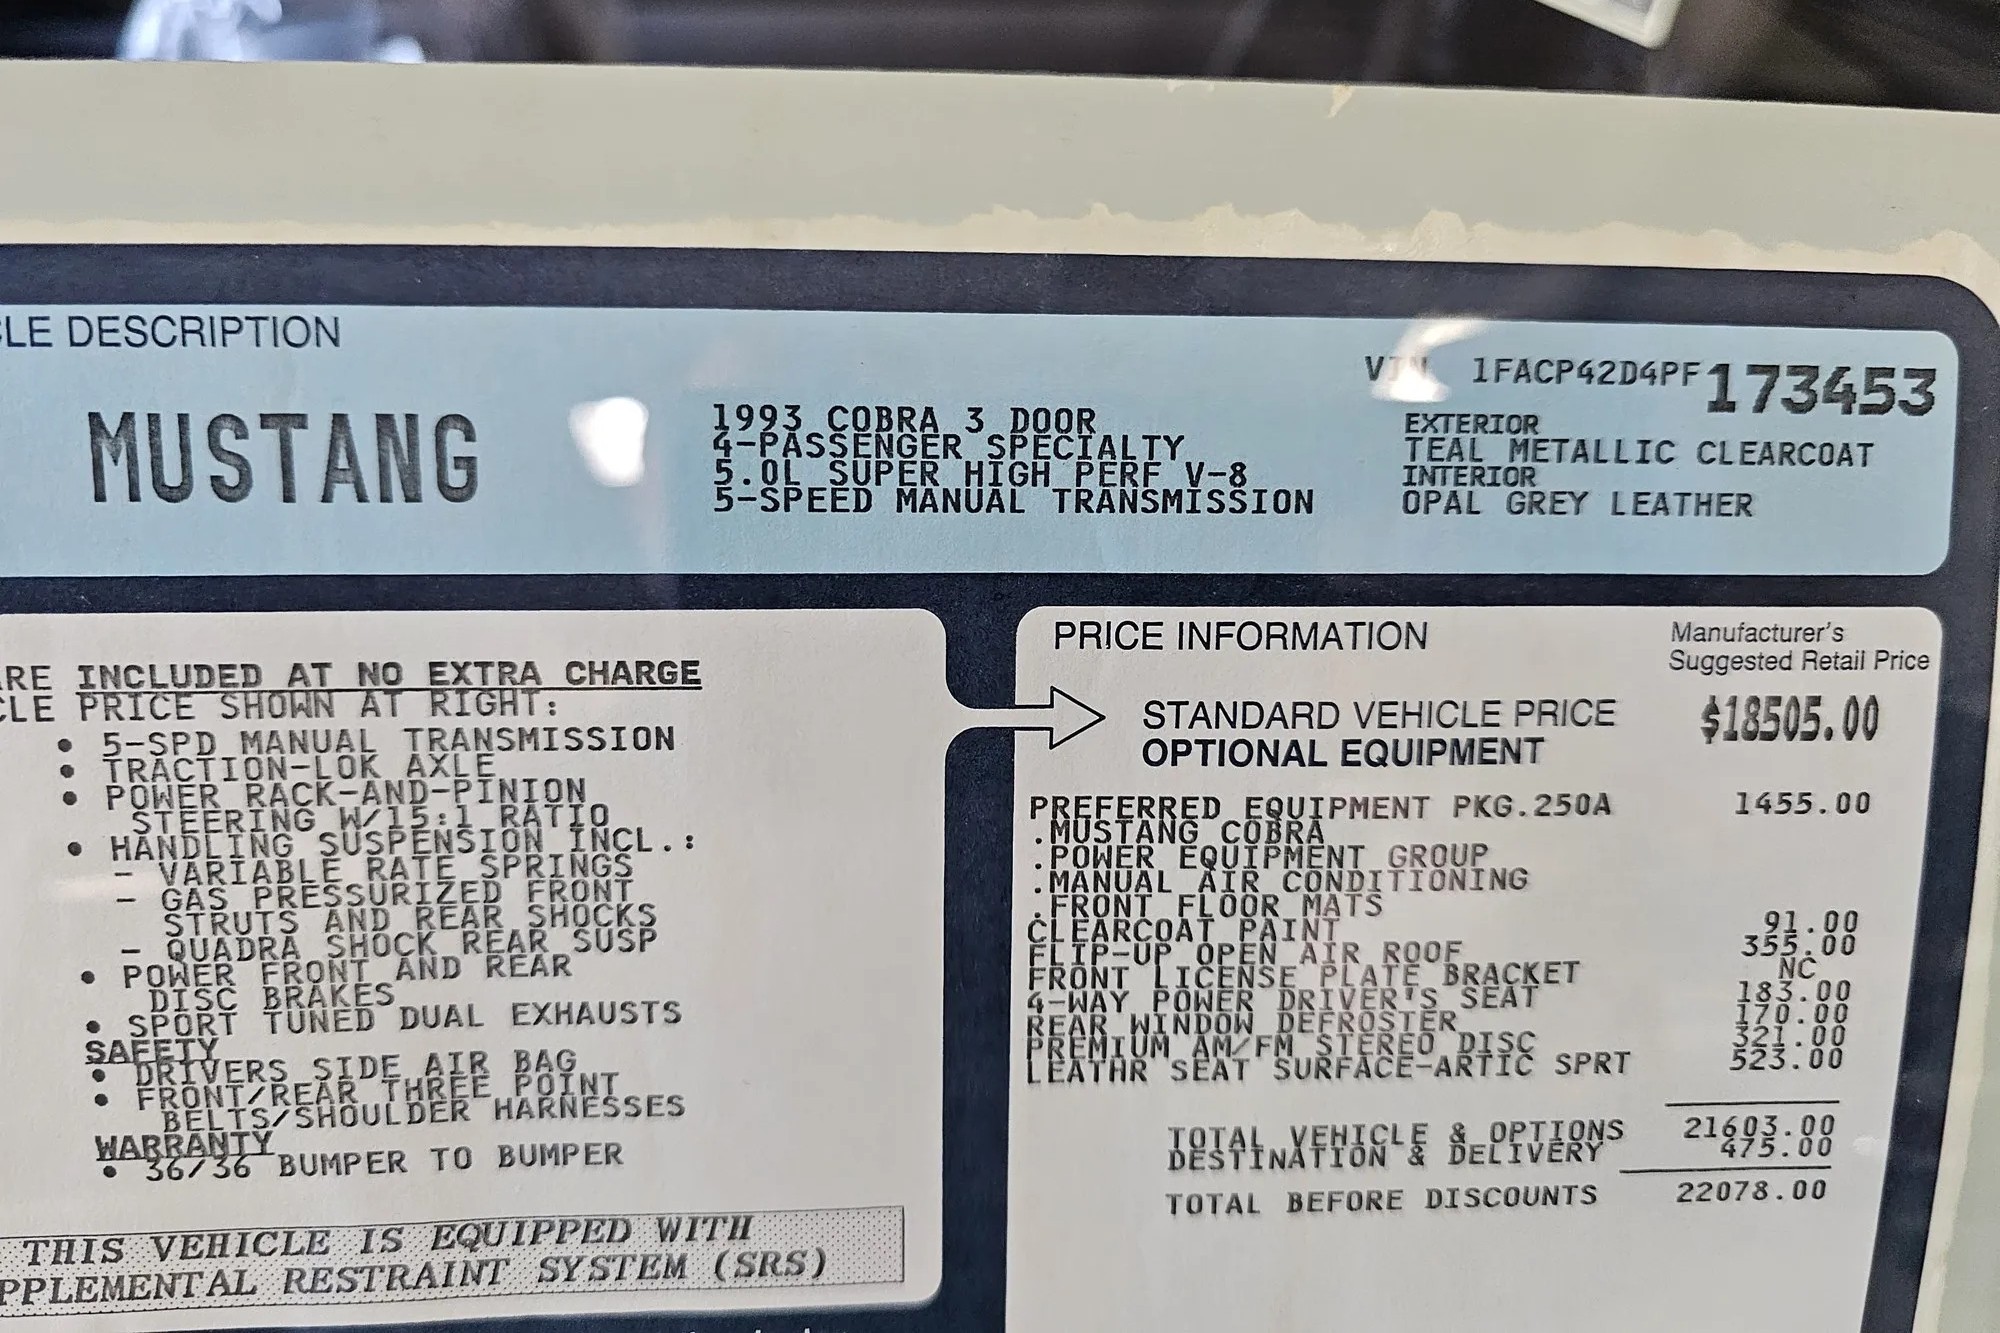 LE DESCRIPTION
MUSTANG
1993 COBRA 3 DOOR
4-PASSENGER SPECIALTY
5.0L SUPER HIGH PERF V-8
5-SPEED MANUAL TRANSMISSION
VIN 1FACP42D4PF173453
EXTERIOR
TEAL METALLIC CLEARCOAT
INTERIOR
OPAL GREY LEATHER
RE INCLUDED AT NO EXTRA CHARGE
CLE PRICE SHOWN AT RIGHT:
• 5-SPD MANUAL TRANSMISSION
• TRACTION-LOK AXLE
• POWER RACK-AND-PINION
STEERING W/15:1 RATIO
• HANDLING SUSPENSION INCL.:
- VARIABLE RATE SPRINGS
- GAS PRESSURIZED FRONT
STRUTS AND REAR SHOCKS
- QUADRA SHOCK REAR SUSP
• POWER FRONT AND REAR
DISC BRAKES
• SPORT TUNED DUAL EXHAUSTS
SAFETY
• DRIVERS SIDE AIR BAG
• FRONT/REAR THREE POINT
BELTS/SHOULDER HARNESSES
WARRANTY
• 36/36 BUMPER TO BUMPER
THIS VEHICLE IS EQUIPPED WITH
PPLEMENTAL RESTRAINT SYSTEM (SRS)
PRICE INFORMATION
Manufacturer's
Suggested Retail Price
STANDARD VEHICLE PRICE $18505.00
OPTIONAL EQUIPMENT
PREFERRED EQUIPMENT PKG.250A 1455.00
.MUSTANG COBRA
.POWER EQUIPMENT GROUP
.MANUAL AIR CONDITIONING
.FRONT FLOOR MATS
CLEARCOAT PAINT 91.00
FLIP-UP OPEN AIR ROOF 355.00
FRONT LICENSE PLATE BRACKET NC
4-WAY POWER DRIVER'S SEAT 183.00
REAR WINDOW DEFROSTER 170.00
PREMIUM AM/FM STEREO DISC 321.00
LEATHR SEAT SURFACE-ARTIC SPRT 523.00
TOTAL VEHICLE & OPTIONS 21603.00
DESTINATION & DELIVERY 475.00
TOTAL BEFORE DISCOUNTS 22078.00